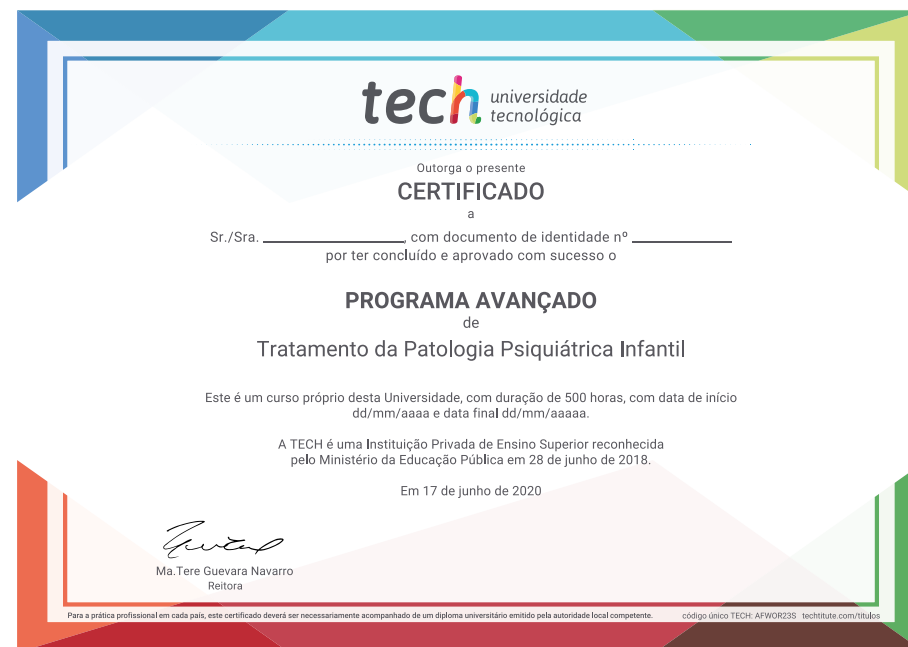 tech universidade
tecnológica
Outorga o presente
CERTIFICADO
a
Sr./Sra. ____________, com documento de identidade nº ____________
por ter concluído e aprovado com sucesso o
PROGRAMA AVANÇADO
de
Tratamento da Patologia Psiquiátrica Infantil
Este é um curso próprio desta Universidade, com duração de 500 horas, com data de início
dd/mm/aaaa e data final dd/mm/aaaaa.
A TECH é uma Instituição Privada de Ensino Superior reconhecida
pelo Ministério da Educação Pública em 28 de junho de 2018.
Em 17 de junho de 2020
Ma.Tere Guevara Navarro
Reitora
Para a prática profissional em cada país, este certificado deverá ser necessariamente acompanhado de um diploma universitário emitido pela autoridade local competente. código único TECH: AFWOR23S techtitute.com/titulos